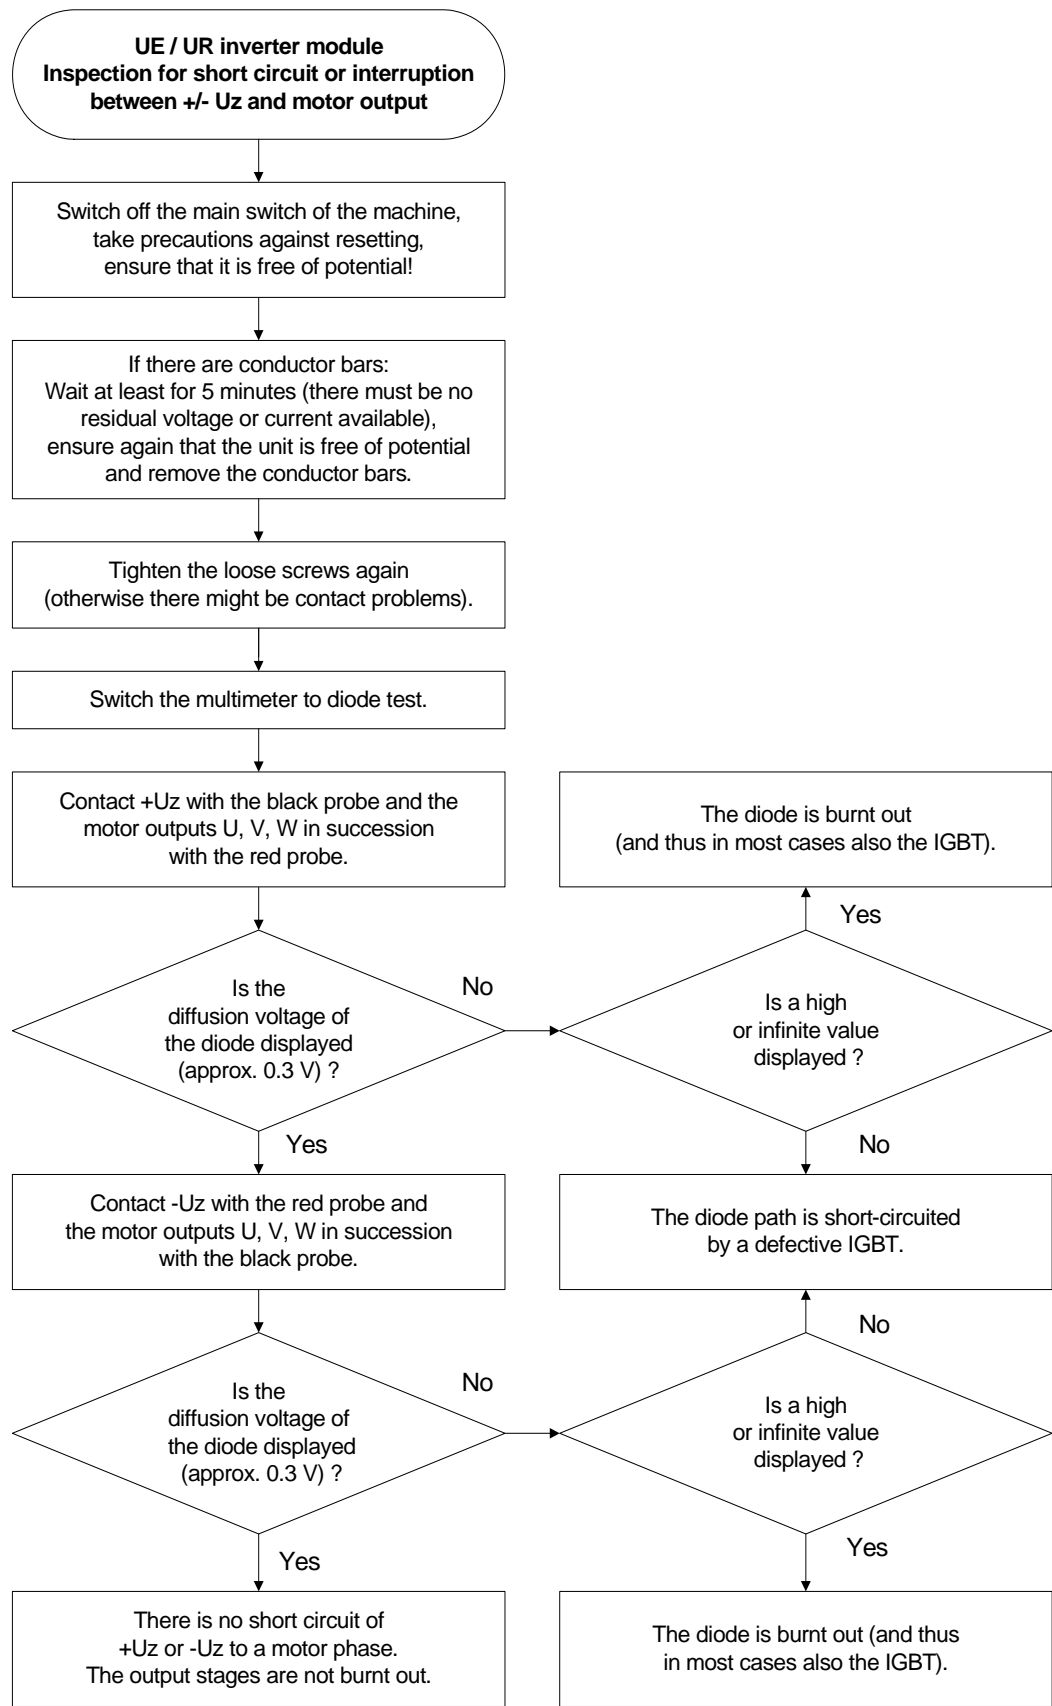 UE / UR inverter module
Inspection for short circuit or interruption
between +/- Uz and motor output
Switch off the main switch of the machine,
take precautions against resetting,
ensure that it is free of potential!
If there are conductor bars:
Wait at least for 5 minutes (there must be no
residual voltage or current available),
ensure again that the unit is free of potential
and remove the conductor bars.
Tighten the loose screws again
(otherwise there might be contact problems).
Switch the multimeter to diode test.
Contact +Uz with the black probe and the
motor outputs U, V, W in succession
with the red probe.
The diode is burnt out
(and thus in most cases also the IGBT).
Yes
Is the
diffusion voltage of
the diode displayed
(approx. 0.3 V) ?
No
Is a high
or infinite value
displayed ?
Yes
No
Contact -Uz with the red probe and
the motor outputs U, V, W in succession
with the black probe.
The diode path is short-circuited
by a defective IGBT.
No
Is the
diffusion voltage of
the diode displayed
(approx. 0.3 V) ?
No
Is a high
or infinite value
displayed ?
Yes
Yes
There is no short circuit of
+Uz or -Uz to a motor phase.
The output stages are not burnt out.
The diode is burnt out (and thus
in most cases also the IGBT).